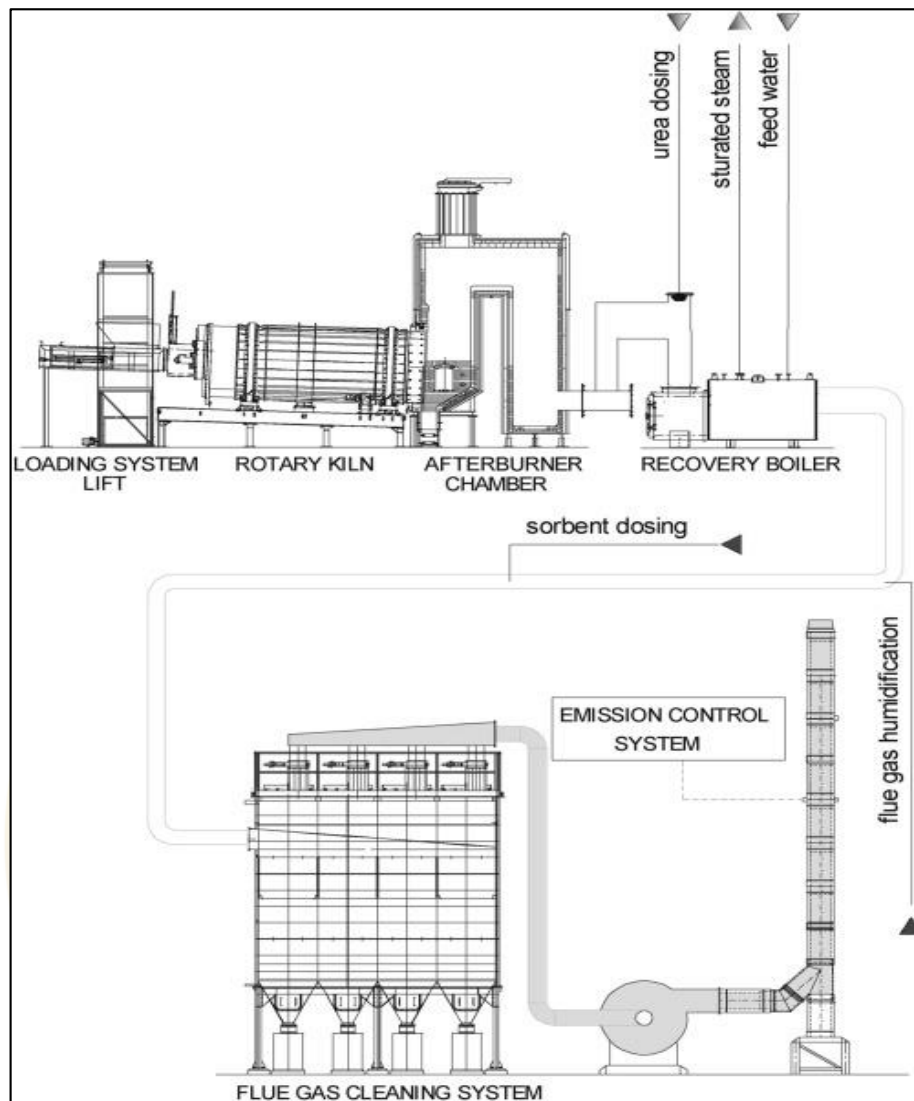 urea dosing
sturated steam
feed water
LOADING SYSTEM
LIFT
ROTARY KILN
AFTERBURNER
CHAMBER
RECOVERY BOILER
sorbent dosing
flue gas humidification
EMISSION CONTROL
SYSTEM
FLUE GAS CLEANING SYSTEM